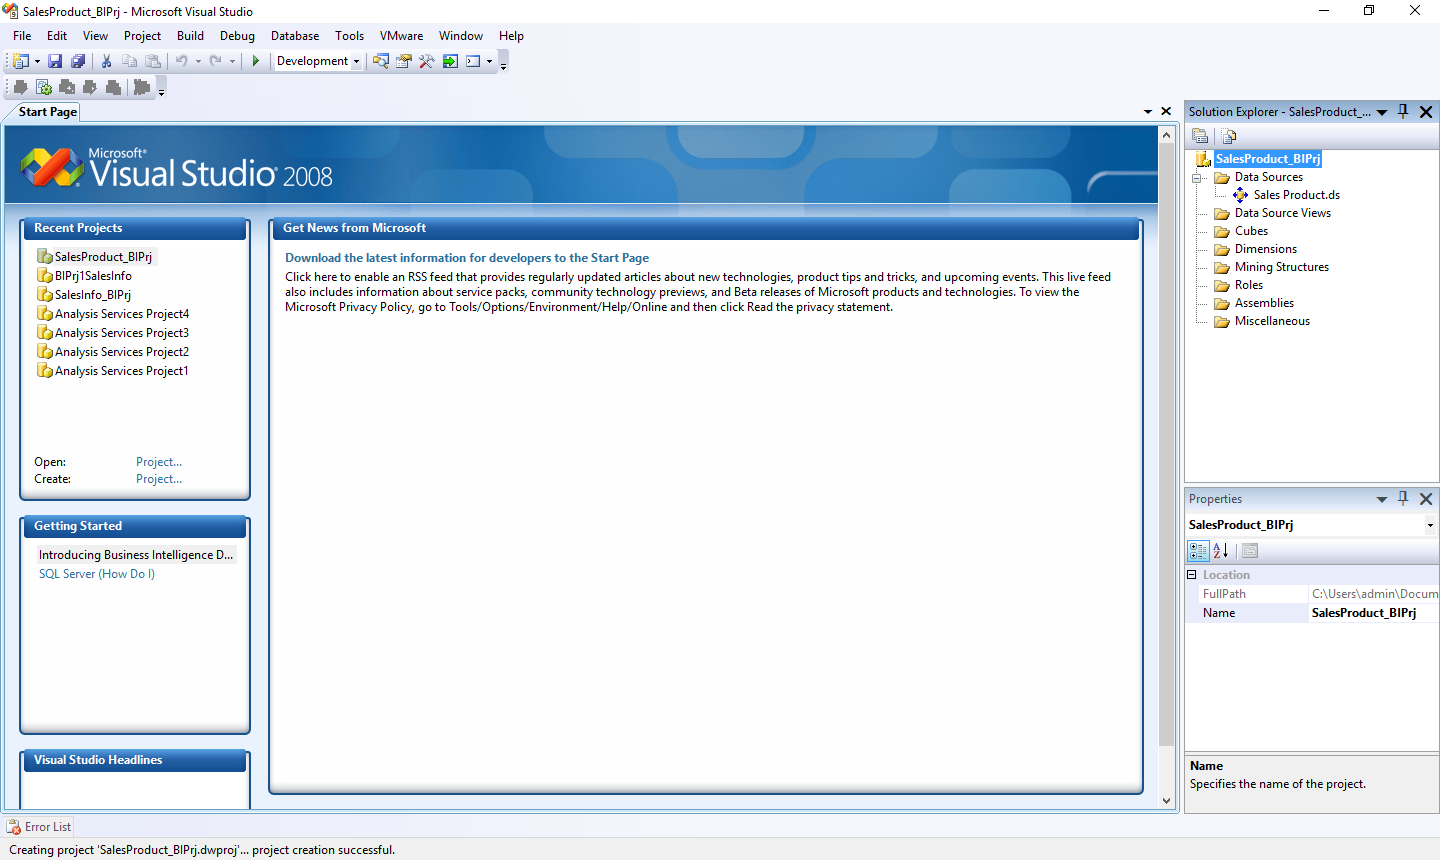 SalesProduct_BIPrj - Microsoft Visual Studio
File Edit View Project Build Debug Database Tools VMware Window Help
Development
Start Page
Microsoft®
Visual Studio® 2008
Recent Projects
SalesProduct_BIPrj
BIPrj1SalesInfo
SalesInfo_BIPrj
Analysis Services Project4
Analysis Services Project3
Analysis Services Project2
Analysis Services Project1
Open: Project...
Create: Project...
Getting Started
Introducing Business Intelligence D...
SQL Server (How Do I)
Visual Studio Headlines
Get News from Microsoft
Download the latest information for developers to the Start Page
Click here to enable an RSS feed that provides regularly updated articles about new technologies, product tips and tricks, and upcoming events. This live feed
also includes information about service packs, community technology previews, and Beta releases of Microsoft products and technologies. To view the
Microsoft Privacy Policy, go to Tools/Options/Environment/Help/Online and then click Read the privacy statement.
Solution Explorer - SalesProduct_...
SalesProduct_BIPrj
Data Sources
Sales Product.ds
Data Source Views
Cubes
Dimensions
Mining Structures
Roles
Assemblies
Miscellaneous
Properties
SalesProduct_BIPrj
Location
FullPath C:\Users\admin\Docum
Name SalesProduct_BIPrj
Name
Specifies the name of the project.
Error List
Creating project 'SalesProduct_BIPrj.dwproj'... project creation successful.